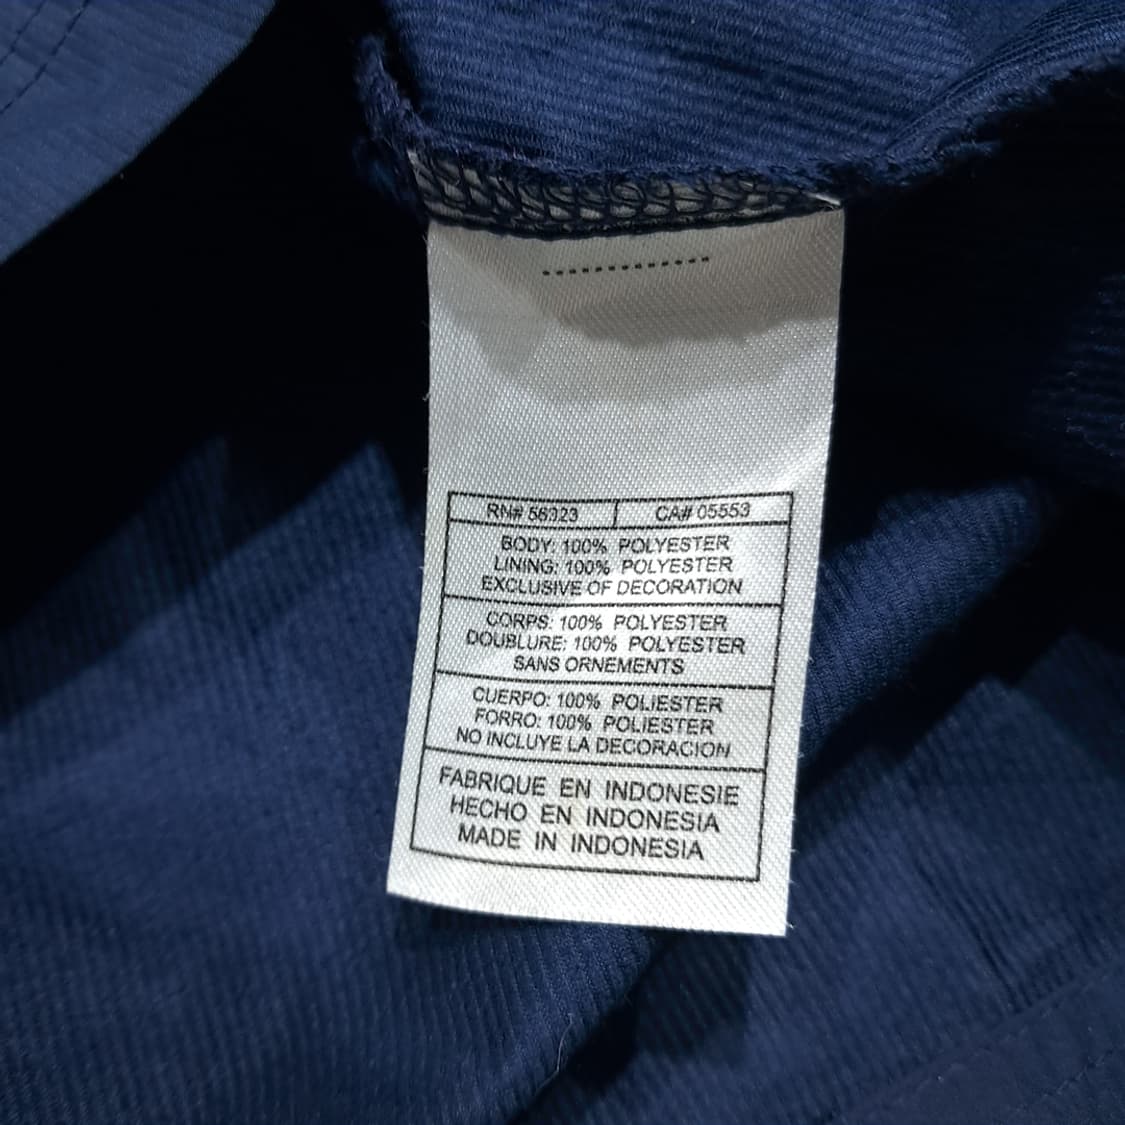 RN# 56323 CA# 05553
BODY: 100% POLYESTER
LINING: 100% POLYESTER
EXCLUSIVE OF DECORATION
CORPS: 100% POLYESTER
DOUBLURE: 100% POLYESTER
SANS ORNEMENTS
CUERPO: 100% POLIESTER
FORRO: 100% POLIESTER
NO INCLUYE LA DECORACION
FABRIQUE EN INDONESIE
HECHO EN INDONESIA
MADE IN INDONESIA